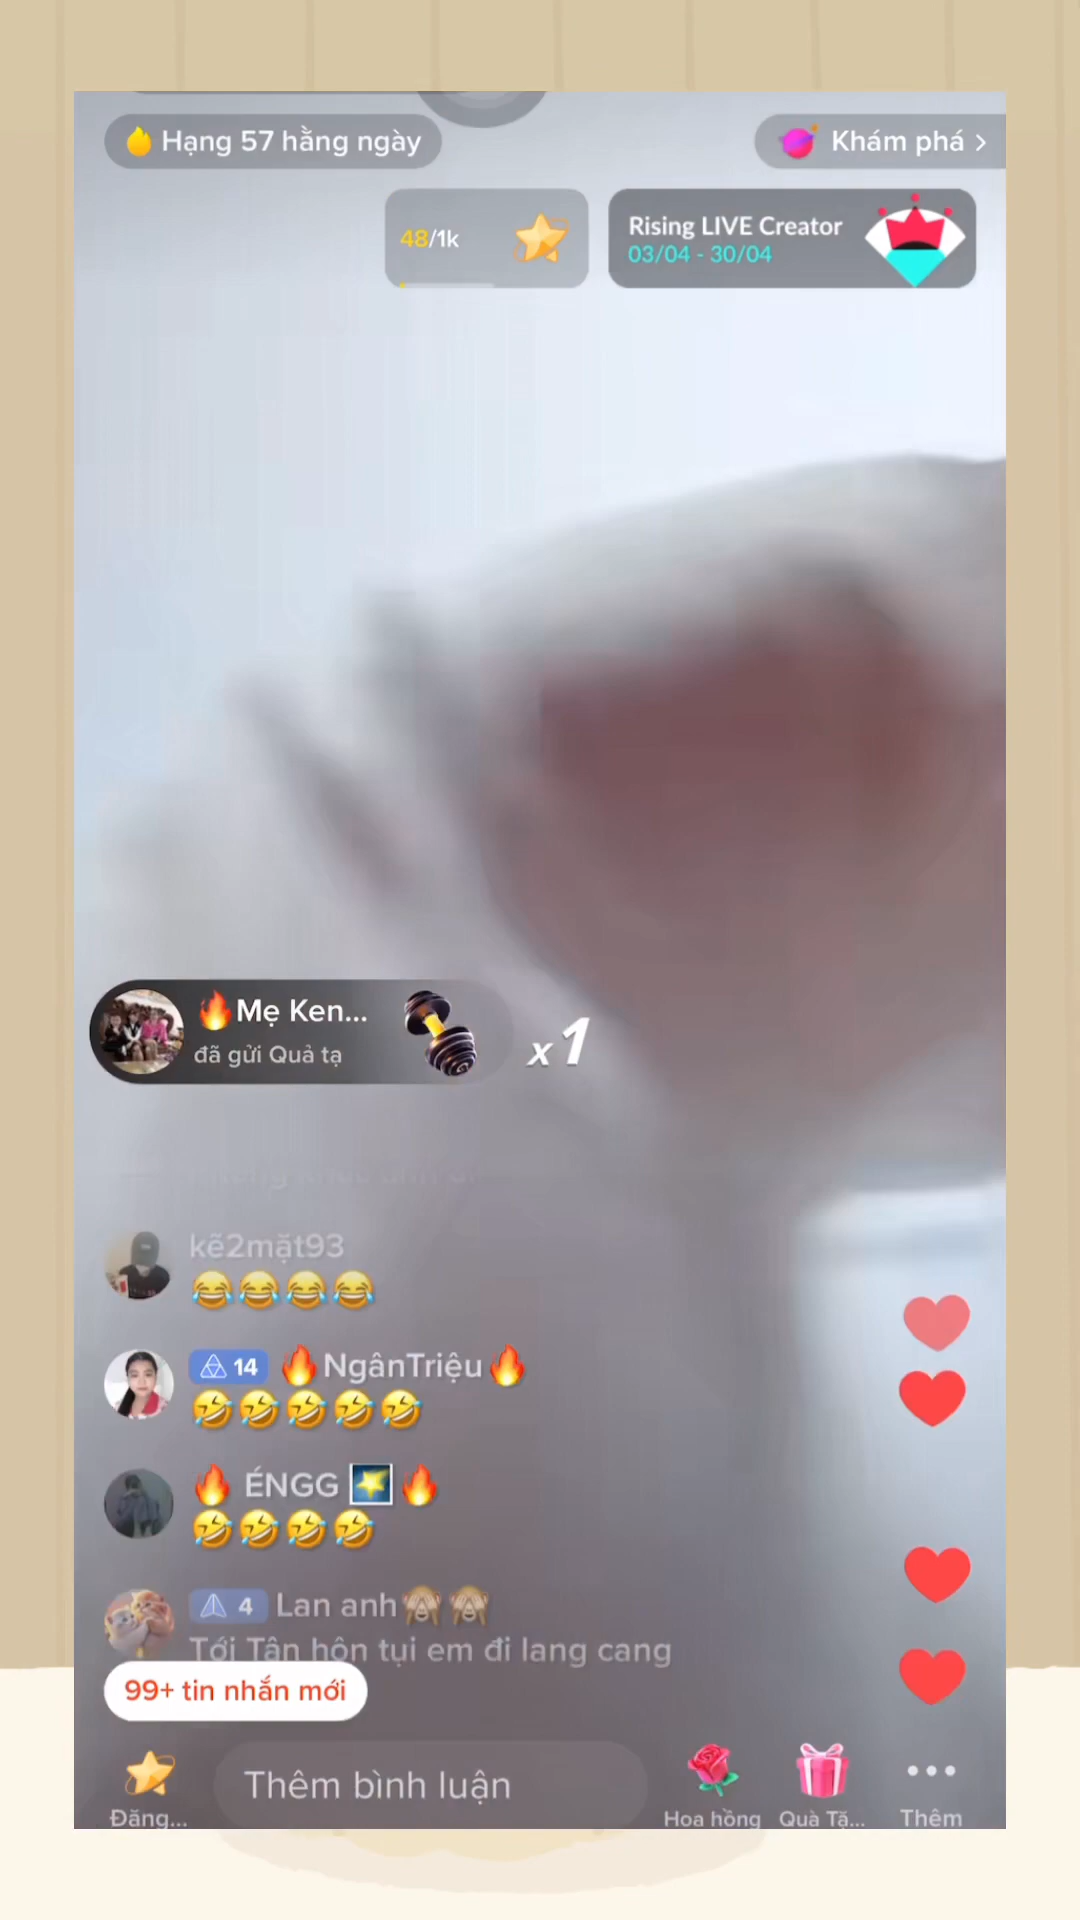 Hạng 57 hằng ngày
Khám phá >
48/1k
Rising LIVE Creator
03/04 - 30/04
🔥Mẹ Ken...
đã gửi Quả tạ
x1
kẽ2mặt93
😂😂😂😂
14 🔥NgânTriệu🔥
🤣🤣🤣🤣🤣
🔥 ÉNGG 🌠🔥
🤣🤣🤣🤣
4 Lan anh🙈🙈
Tới Tân hôn tụi em đi lang cang
99+ tin nhắn mới
Thêm bình luận
Đăng...
Hoa hồng
Quà Tặ...
Thêm